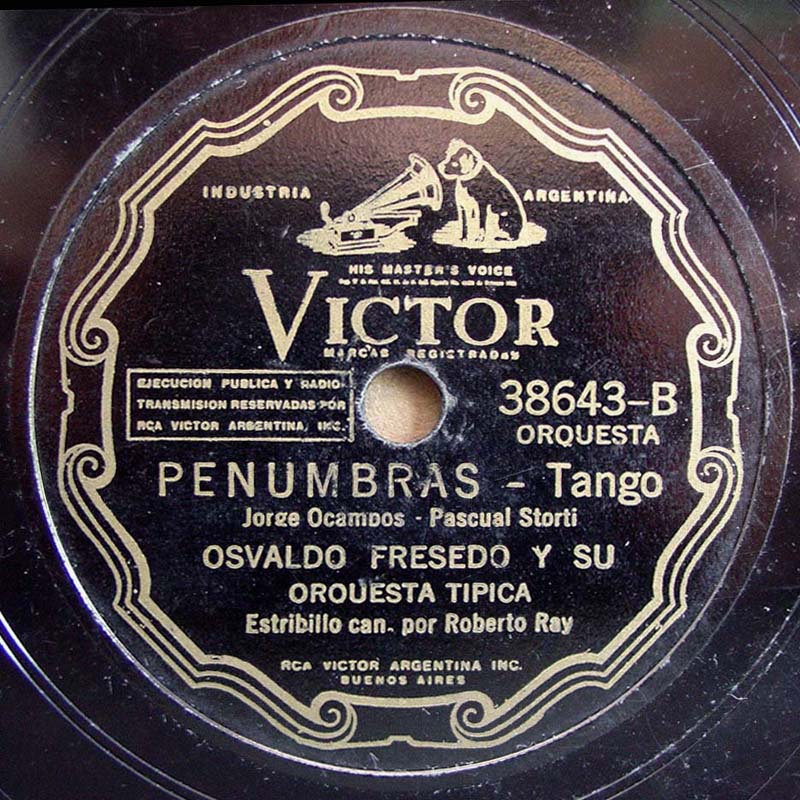 INDUSTRIA ARGENTINA
HIS MASTER'S VOICE
VICTOR
MARCAS REGISTRADAS
EJECUCION PUBLICA Y RADIO-
TRANSMISION RESERVADAS POR
RCA VICTOR ARGENTINA, INC.
38643-B
ORQUESTA
PENUMBRAS - Tango
Jorge Ocampos - Pascual Storti
OSVALDO FRESEDO Y SU
ORQUESTA TIPICA
Estribillo can. por Roberto Ray
RCA VICTOR ARGENTINA INC.
BUENOS AIRES